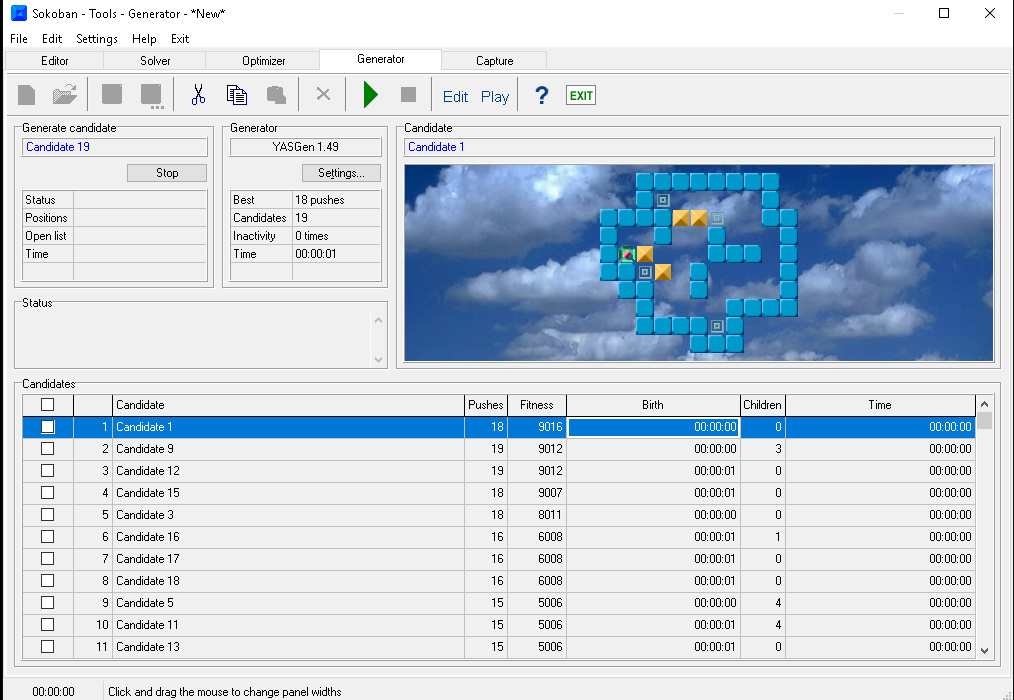 Sokoban - Tools - Generator - *New*
File Edit Settings Help Exit
Editor Solver Optimizer Generator Capture
Edit Play ? EXIT
Generate candidate
Candidate 19
Stop
Status
Positions
Open list
Time
Generator
YASGen 1.49
Settings...
Best 18 pushes
Candidates 19
Inactivity 0 times
Time 00:00:01
Candidate
Candidate 1
Status
Candidates
Candidate Pushes Fitness Birth Children Time
1 Candidate 1 18 9016 00:00:00 0 00:00:00
2 Candidate 9 19 9012 00:00:00 3 00:00:00
3 Candidate 12 19 9012 00:00:01 0 00:00:00
4 Candidate 15 18 9007 00:00:01 0 00:00:00
5 Candidate 3 18 8011 00:00:00 0 00:00:00
6 Candidate 16 16 6008 00:00:01 1 00:00:00
7 Candidate 17 16 6008 00:00:01 0 00:00:00
8 Candidate 18 16 6008 00:00:01 0 00:00:00
9 Candidate 5 15 5006 00:00:00 4 00:00:00
10 Candidate 11 15 5006 00:00:01 4 00:00:00
11 Candidate 13 15 5006 00:00:01 0 00:00:00
00:00:00 Click and drag the mouse to change panel widths